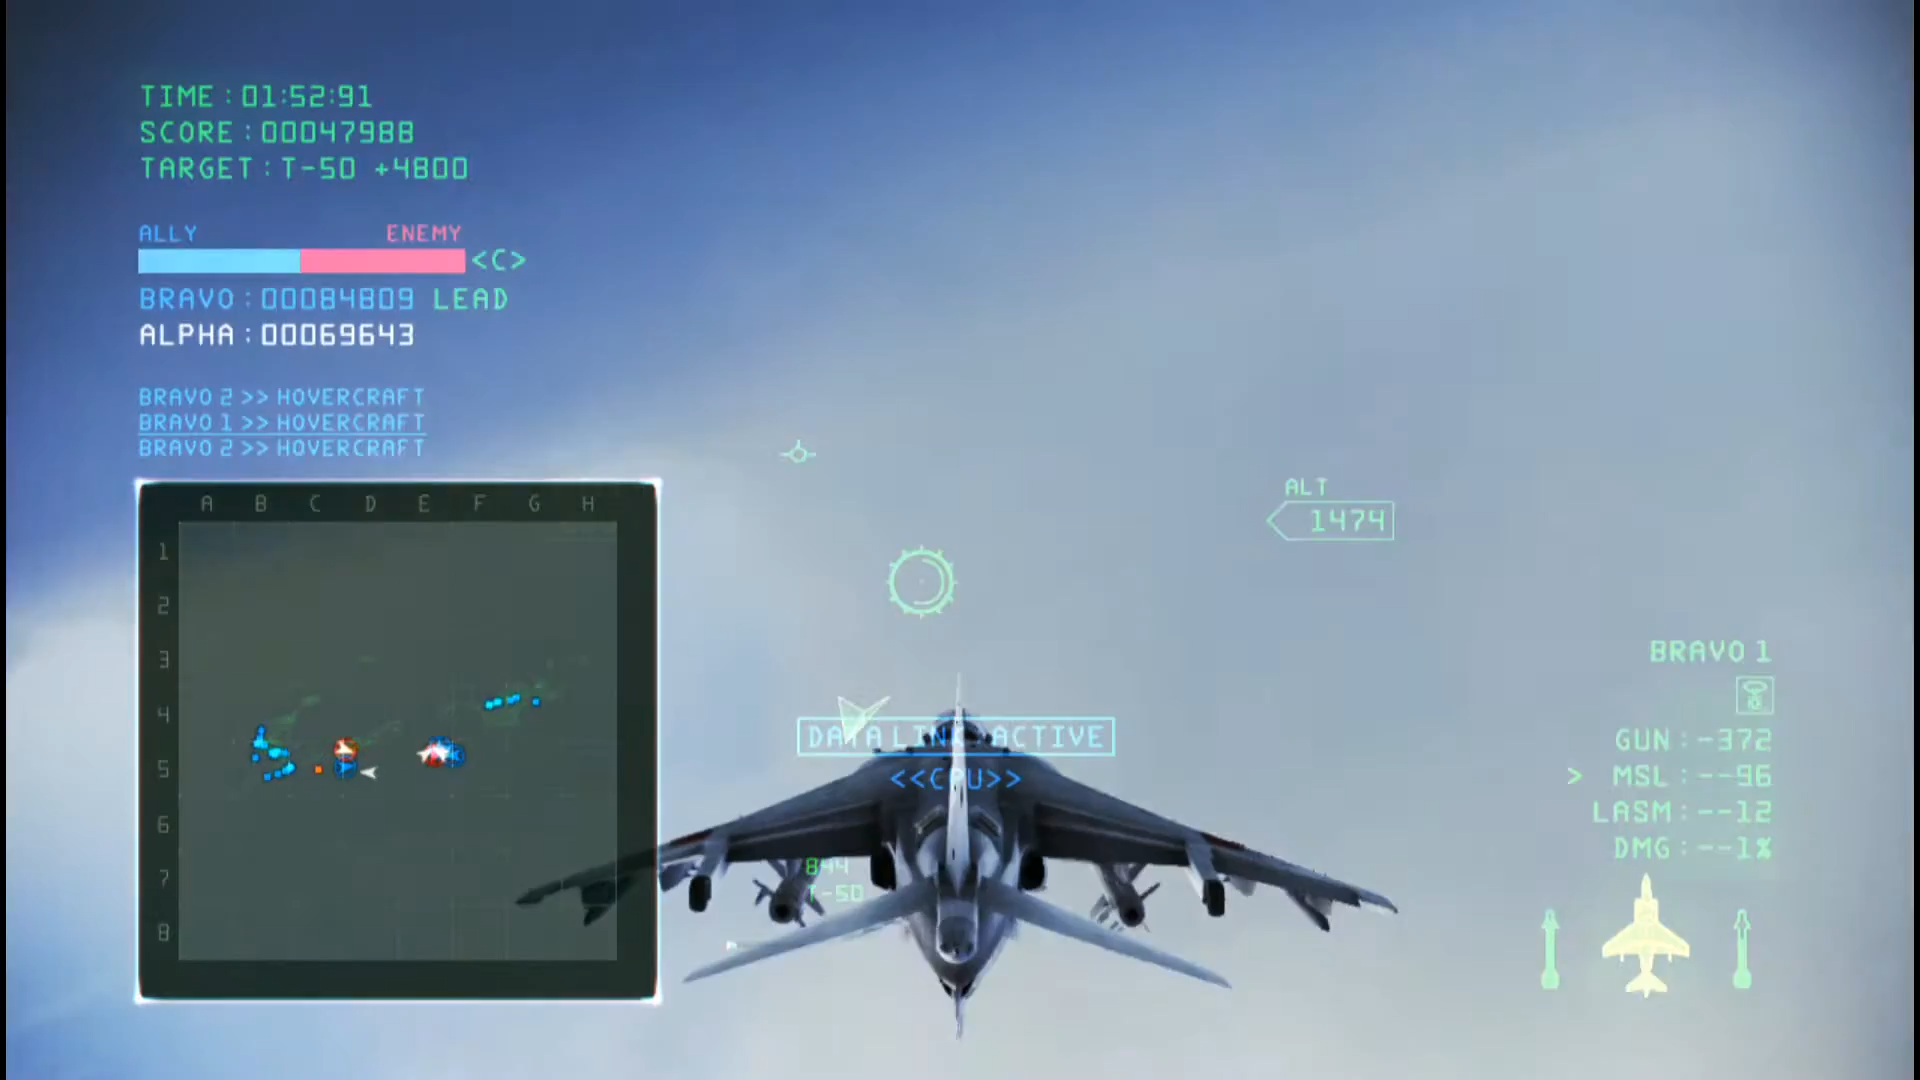 TIME : 01:52:91
SCORE : 00047988
TARGET : T-50 +4800
ALLY ENEMY
<C>
BRAVO : 00084809 LEAD
ALPHA : 00069643
BRAVO 2 >> HOVERCRAFT
BRAVO 1 >> HOVERCRAFT
BRAVO 2 >> HOVERCRAFT
A B C D E F G H
1
2
3
4
5
6
7
8
ALT
1474
DATA LINK ACTIVE
<<CPU>>
844
T-50
BRAVO 1
GUN : -372
> MSL : --96
LASM : --12
DMG : --1%